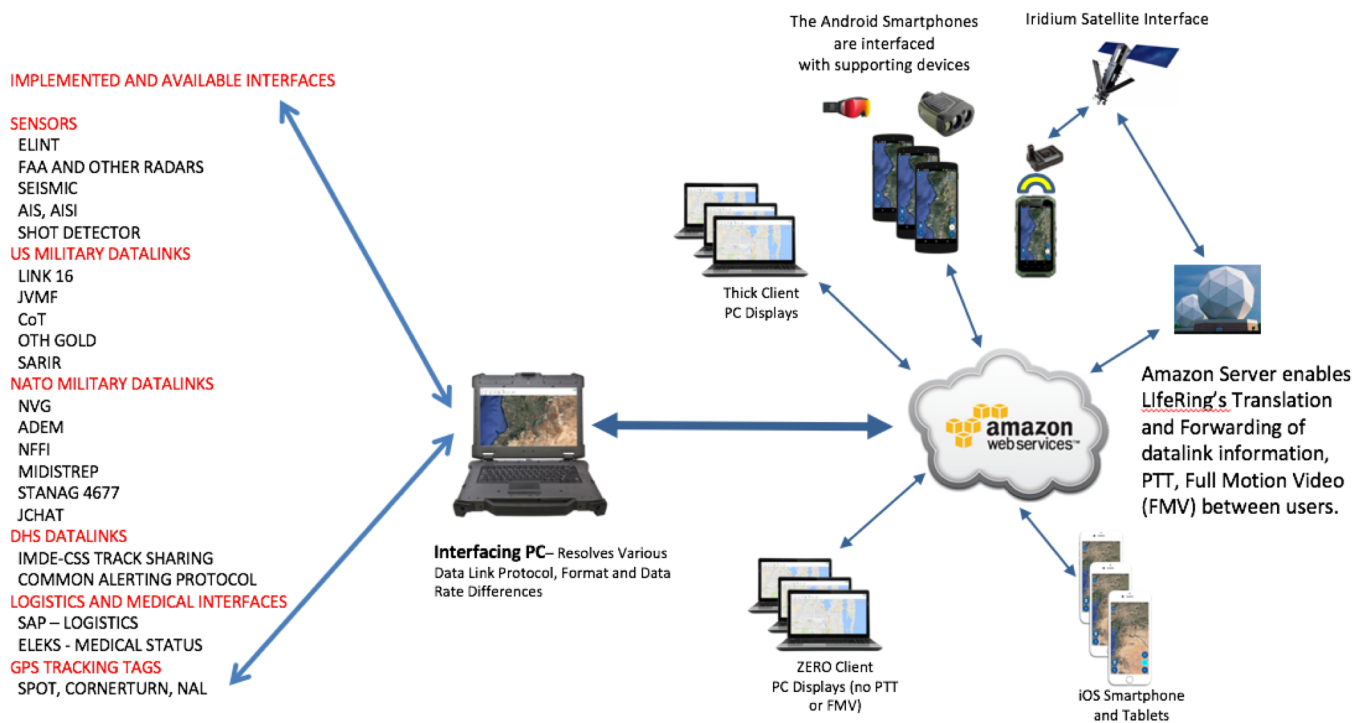 IMPLEMENTED AND AVAILABLE INTERFACES
SENSORS
ELINT
FAA AND OTHER RADARS
SEISMIC
AIS, AISI
SHOT DETECTOR
US MILITARY DATALINKS
LINK 16
JVMF
CoT
OTH GOLD
SARIR
NATO MILITARY DATALINKS
NVG
ADEM
NFFI
MIDISTREP
STANAG 4677
JCHAT
DHS DATALINKS
IMDE-CSS TRACK SHARING
COMMON ALERTING PROTOCOL
LOGISTICS AND MEDICAL INTERFACES
SAP – LOGISTICS
ELEKS - MEDICAL STATUS
GPS TRACKING TAGS
SPOT, CORNERTURN, NAL
Interfacing PC– Resolves Various
Data Link Protocol, Format and Data
Rate Differences
The Android Smartphones
are interfaced
with supporting devices
Iridium Satellite Interface
Thick Client
PC Displays
amazon
web services™
Amazon Server enables
LIfeRing's Translation
and Forwarding of
datalink information,
PTT, Full Motion Video
(FMV) between users.
ZERO Client
PC Displays (no PTT
or FMV)
iOS Smartphone
and Tablets